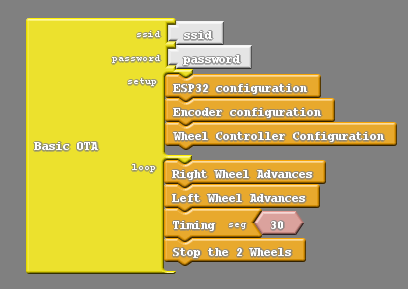 ssid ssid
password password
setup
ESP32 configuration
Encoder configuration
Wheel Controller Configuration
Basic OTA
loop
Right Wheel Advances
Left Wheel Advances
Timing seg 30
Stop the 2 Wheels